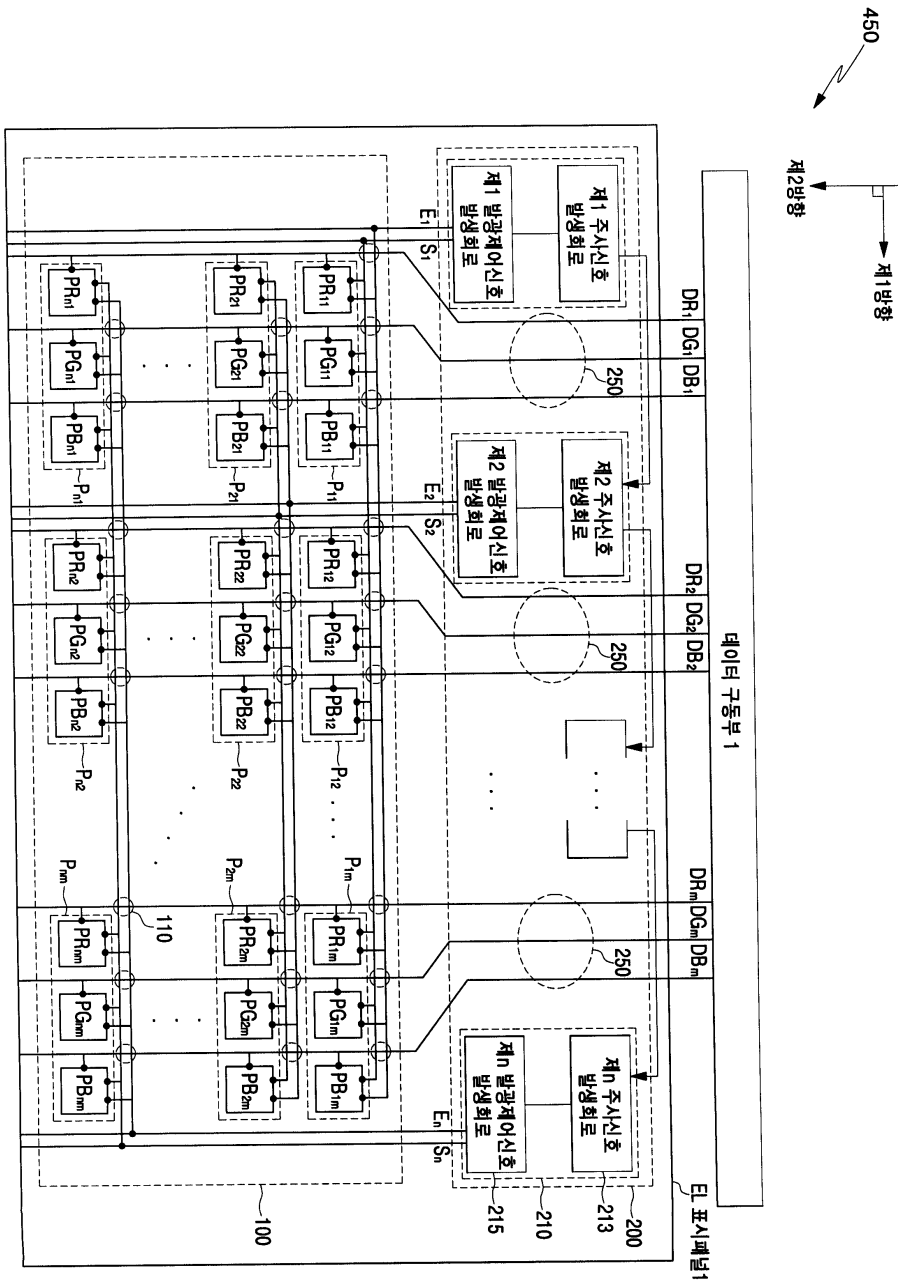 450
제2방향
제1방향
데이터 구동부 1
DR1 DG1 DB1
DR2 DG2 DB2
DRm DGm DBm
EL 표시패널1
제1 주사신호
발생회로
제2 주사신호
발생회로
. . .
제n 주사신호
발생회로
제1 발광제어신호
발생회로
제2 발광제어신호
발생회로
. . .
제n 발광제어신호
발생회로
250
250
250
200
213
210
215
E1 S1
E2 S2
En Sn
PR11 PG11 PB11
P11
PR12 PG12 PB12
P12
. . .
P1m
PR1m PG1m PB1m
PR21 PG21 PB21
P21
PR22 PG22 PB22
P22
P2m
PR2m PG2m PB2m
. . . .
. . . .
. . . .
. . . .
110
PRn1 PGn1 PBn1
Pn1
PRn2 PGn2 PBn2
Pn2
Pnm
PRnm PGnm PBnm
100